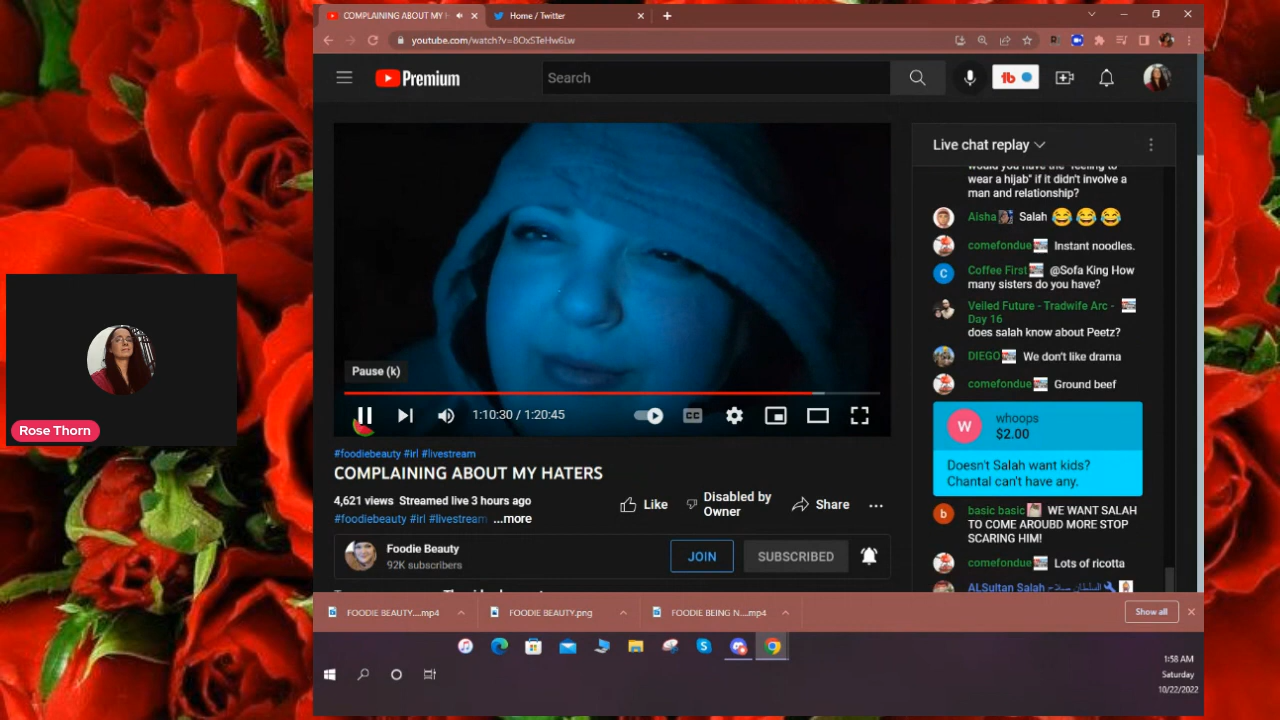 COMPLAINING ABOUT MY H
Home / Twitter
youtube.com/watch?v=8OxSTeHw6Lw
Premium
Search
Live chat replay
would you have the "feeling to
wear a hijab" if it didn't involve a
man and relationship?
Aisha Salah 😂😂😂
comefondue Instant noodles.
Coffee First @Sofa King How
many sisters do you have?
Veiled Future - Tradwife Arc -
Day 16
does salah know about Peetz?
DIEGO We don't like drama
comefondue Ground beef
W whoops
$2.00
Doesn't Salah want kids?
Chantal can't have any.
basic basic WE WANT SALAH
TO COME AROUBD MORE STOP
SCARING HIM!
comefondue Lots of ricotta
ALSultan Salah السلطان صلاح
Pause (k)
1:10:30 / 1:20:45
CC
Rose Thorn
#foodiebeauty #irl #livestream
COMPLAINING ABOUT MY HATERS
4,621 views Streamed live 3 hours ago
#foodiebeauty #irl #livestream ...more
Like
Disabled by
Owner
Share
Foodie Beauty
92K subscribers
JOIN
SUBSCRIBED
FOODIE BEAUTY....mp4
FOODIE BEAUTY.png
FOODIE BEING N....mp4
Show all
1:58 AM
Saturday
10/22/2022